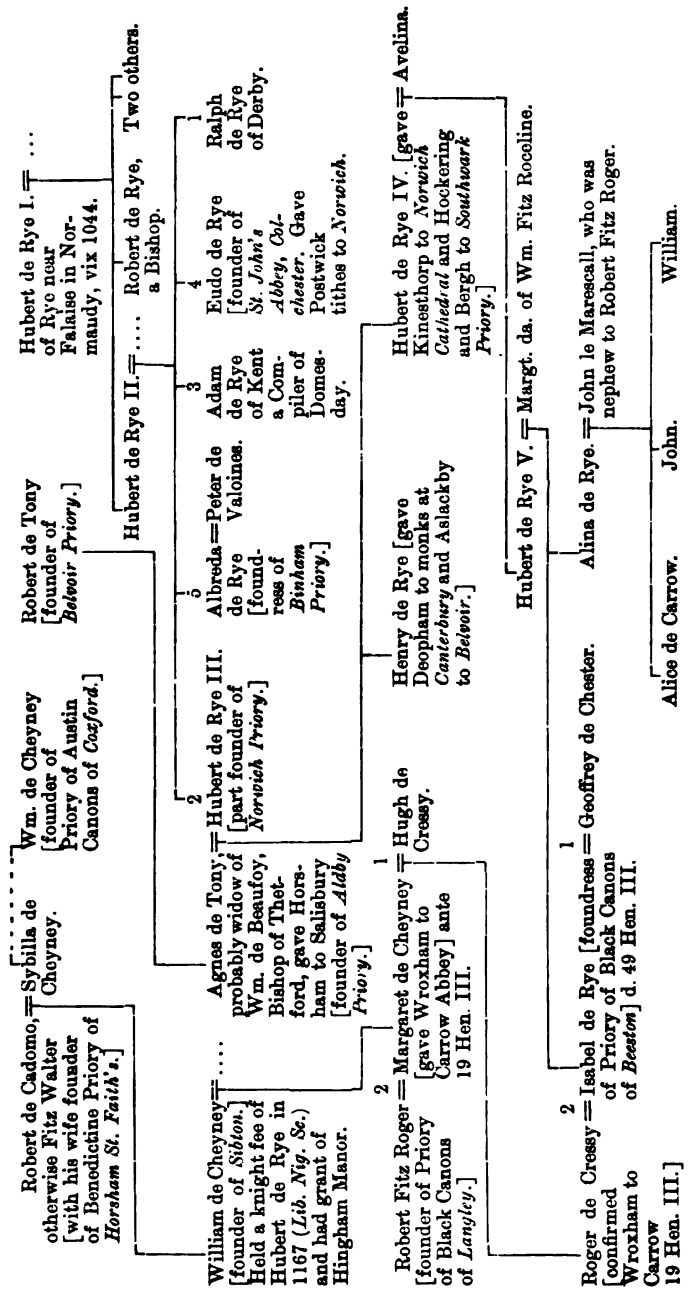 Robert de Cadomo, = Sybilla de
otherwise Fitz Walter
[with his wife founder
of Benedictine Priory of
Horsham St. Faith's.]
Cheyney.
Wm. de Cheyney
[founder of
Priory of Austin
Canons of Coxford.]
Robert de Tony
[founder of
Belvoir Priory.]
Hubert de Rye I. = ...
of Rye near
Falaise in Nor-
maudy, vix 1044.
Hubert de Rye II. = ....
Robert de Rye,
a Bishop.
Two others.
William de Cheyney = ....
[founder of Sibton.]
Held a knight fee of
Hubert de Rye in
1167 (Lib. Nig. Sc.)
and had grant of
Hingham Manor.
Agnes de Tony, =
probably widow of
Wm. de Beaufoy,
Bishop of Thet-
ford, gave Hors-
ham to Salisbury
[founder of Aldby
Priory.]
2
Hubert de Rye III.
[part founder of
Norwich Priory.]
5
Albreda = Peter de
de Rye
[found-
ress of
Binham
Priory.]
Valoines.
3
Adam
de Rye
of Kent
a Com-
piler of
Domes-
day.
4
Eudo de Rye
[founder of
St. John's
Abbey, Col-
chester. Gave
Postwick
tithes to Norwich.
1
Ralph
de Rye
of Derby.
2
Robert Fitz Roger = Margaret de Cheyney = Hugh de
[founder of Priory
of Black Canons
of Langley.]
[gave Wroxham to
Carrow Abbey] ante
19 Hen. III.
1
Cressy.
Henry de Rye [gave
Deopham to monks at
Canterbury and Aslackby
to Belvoir.]
Hubert de Rye IV. [gave = Avelina.
Kinesthorp to Norwich
Cathedral and Hockering
and Bergh to Southwark
Priory.]
Hubert de Rye V. = Margt. da. of Wm. Fitz Roceline.
2
Roger de Cressy = Isabel de Rye [foundress = Geoffrey de Chester.
[confirmed
Wroxham to
Carrow
19 Hen. III.]
of Priory of Black Canons
of Beeston] d. 49 Hen. III.
1
Alina de Rye. = John le Marescall, who was
nephew to Robert Fitz Roger.
Alice de Carrow.
John.
William.